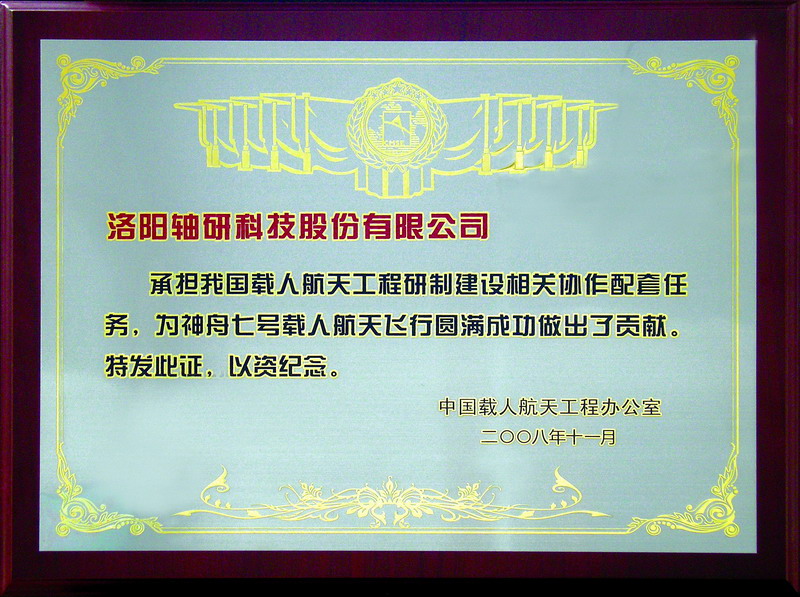 洛阳轴研科技股份有限公司
承担我国载人航天工程研制建设相关协作配套任
务，为神舟七号载人航天飞行圆满成功做出了贡献。
特发此证，以资纪念。
中国载人航天工程办公室
二〇〇八年十一月